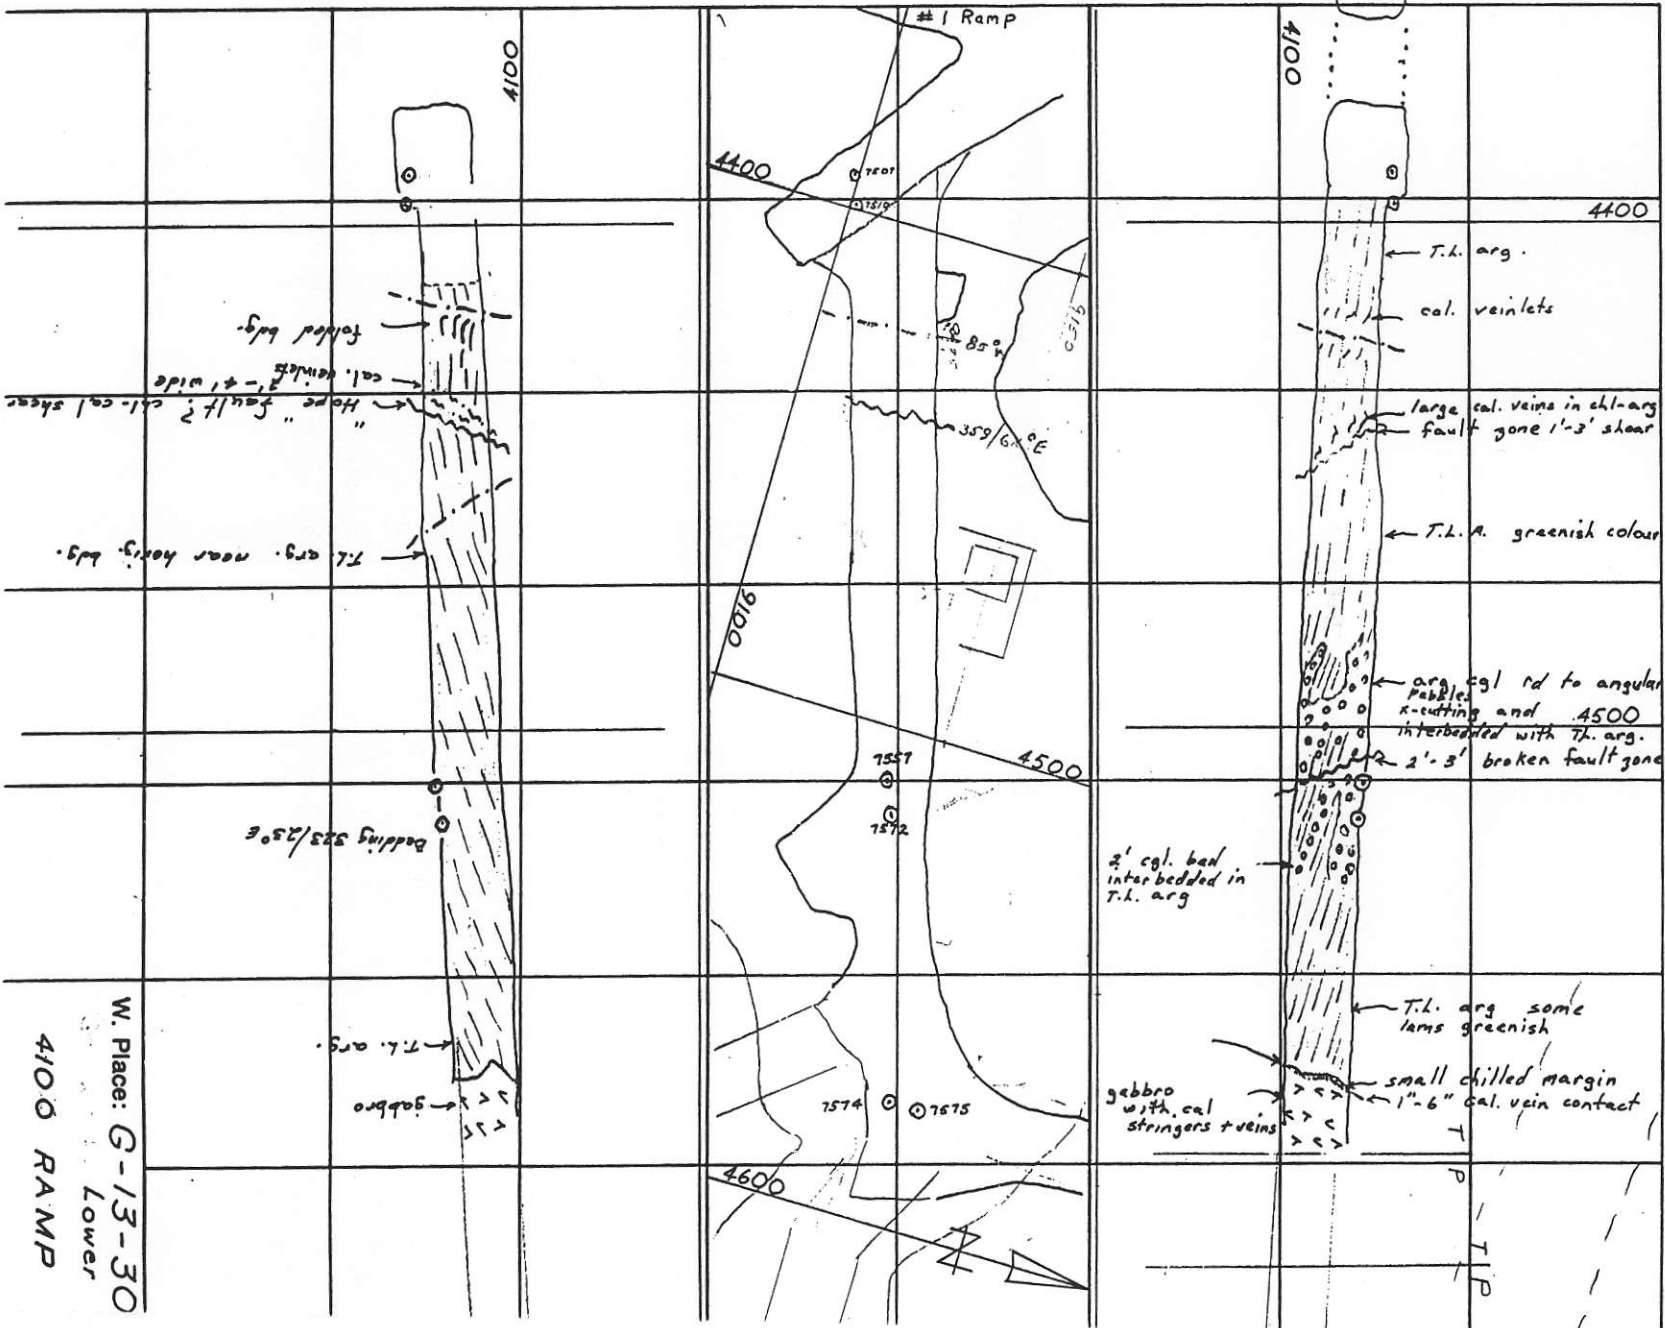 # 1 Ramp
4100
folded bdg.
cal. veinlets
2'-4' wide
"Hope" fault? chl-cal shear
T.L. arg. near horiz. bdg.
Bedding 323/23°E
T.L. arg.
gabbro
W. Place: G-13-30
Lower
4100 RAMP
4400
7507
7519
85°N
9150
9100
4500
7557
7572
7574
7575
4600
N
4100
4400
T.L. arg.
cal. veinlets
large cal. veins in chl-arg
fault zone 1'-3' shear
T.L.A. greenish colour
arg cgl rd to angular
pebbles
x-cutting and
4500
interbedded with T.L. arg.
2'-3' broken fault zone
2' cgl. bed
interbedded in
T.L. arg
T.L. arg some
lams greenish
small chilled margin
1"-6" cal. vein contact
gabbro
with cal
stringers + veins
T
P
T
P